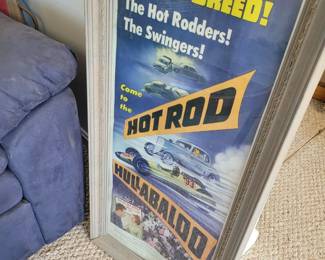 BREED!
The Hot Rodders!
The Swingers!
Come
to the
HOT ROD
HULLABALOO